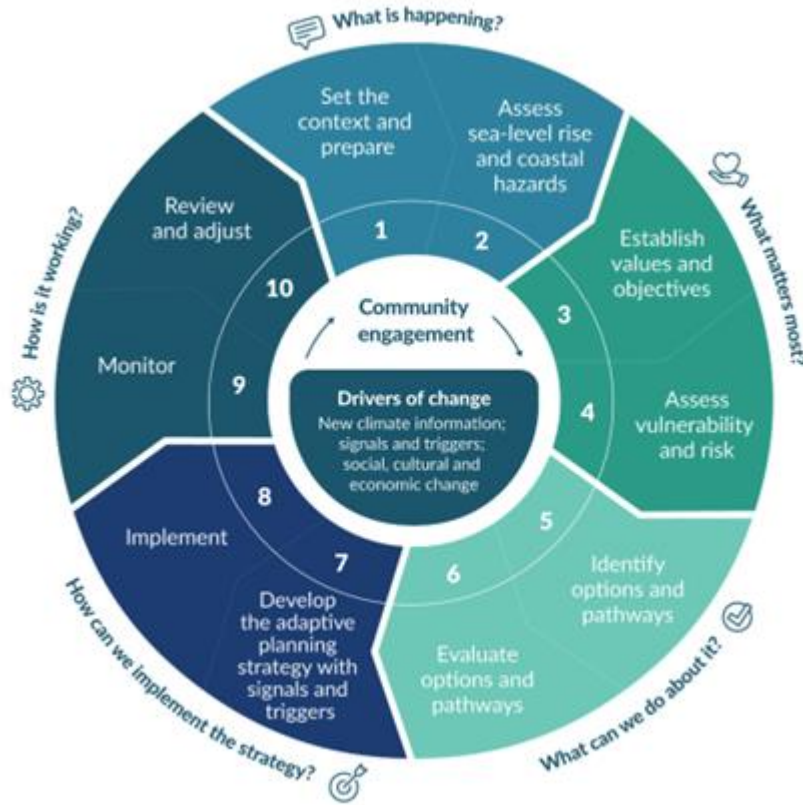 What is happening?
Set the
context and
prepare
1
Assess
sea-level rise
and coastal
hazards
2
What matters most?
Establish
values and
objectives
3
Assess
vulnerability
and risk
4
What can we do about it?
Identify
options and
pathways
5
Evaluate
options and
pathways
6
How can we implement the strategy?
Develop
the adaptive
planning
strategy with
signals and
triggers
7
Implement
8
How is it working?
Monitor
9
Review
and adjust
10
Community
engagement
Drivers of change
New climate information;
signals and triggers;
social, cultural and
economic change